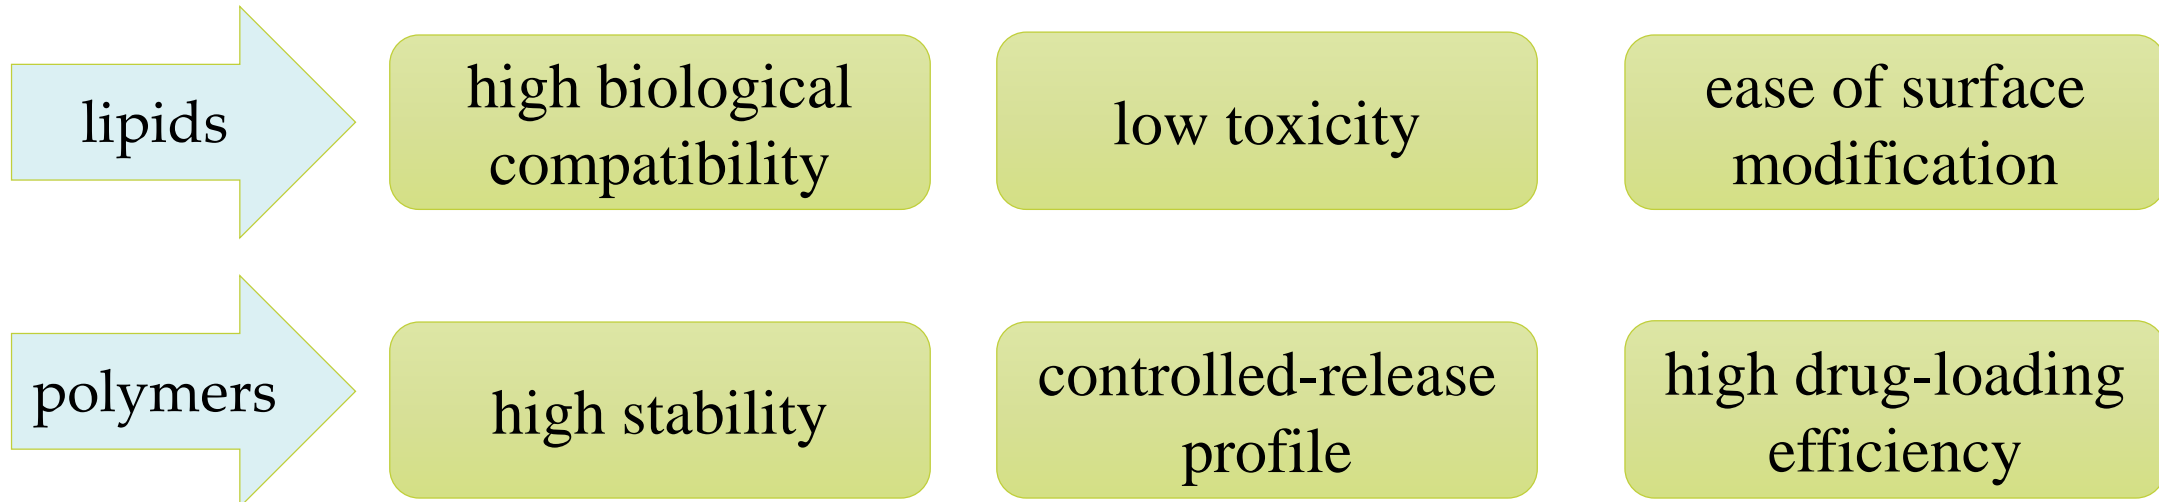 lipids
high biological
compatibility
low toxicity
ease of surface
modification
polymers
high stability
controlled-release
profile
high drug-loading
efficiency